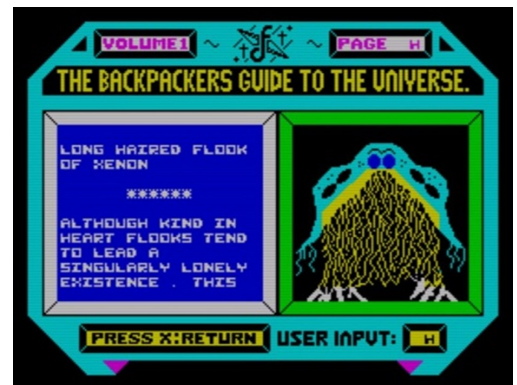 VOLUME1 ~ ~ PAGE H
THE BACKPACKERS GUIDE TO THE UNIVERSE.
LONG HAIRED FLOOK
OF XENON
******
ALTHOUGH KIND IN
HEART FLOOKS TEND
TO LEAD A
SINGULARLY LONELY
EXISTENCE . THIS
PRESS X:RETURN USER INPUT: H